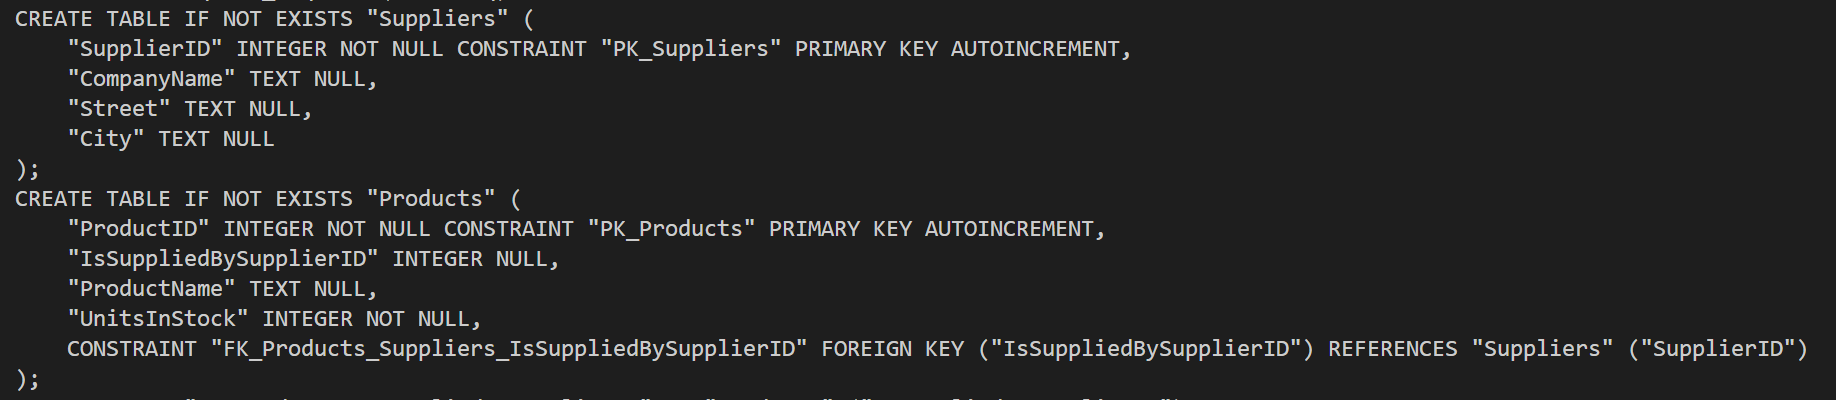 CREATE TABLE IF NOT EXISTS "Suppliers" (
    "SupplierID" INTEGER NOT NULL CONSTRAINT "PK_Suppliers" PRIMARY KEY AUTOINCREMENT,
    "CompanyName" TEXT NULL,
    "Street" TEXT NULL,
    "City" TEXT NULL
);
CREATE TABLE IF NOT EXISTS "Products" (
    "ProductID" INTEGER NOT NULL CONSTRAINT "PK_Products" PRIMARY KEY AUTOINCREMENT,
    "IsSuppliedBySupplierID" INTEGER NULL,
    "ProductName" TEXT NULL,
    "UnitsInStock" INTEGER NOT NULL,
    CONSTRAINT "FK_Products_Suppliers_IsSuppliedBySupplierID" FOREIGN KEY ("IsSuppliedBySupplierID") REFERENCES "Suppliers" ("SupplierID")
);